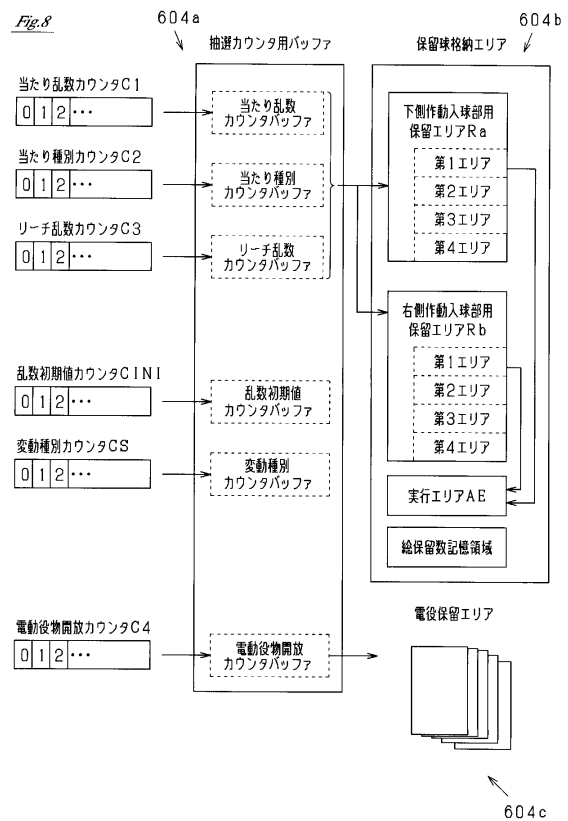 Fig.8
604a
604b
抽選カウンタ用バッファ
保留球格納エリア
当たり乱数カウンタC1
0 1 2 ･･･
当たり乱数
カウンタバッファ
当たり種別カウンタC2
0 1 2 ･･･
当たり種別
カウンタバッファ
リーチ乱数カウンタC3
0 1 2 ･･･
リーチ乱数
カウンタバッファ
下側作動入球部用
保留エリアRa
第1エリア
第2エリア
第3エリア
第4エリア
右側作動入球部用
保留エリアRb
第1エリア
第2エリア
第3エリア
第4エリア
乱数初期値カウンタCINI
0 1 2 ･･･
乱数初期値
カウンタバッファ
変動種別カウンタCS
0 1 2 ･･･
変動種別
カウンタバッファ
実行エリアAE
総保留数記憶領域
電動役物開放カウンタC4
0 1 2 ･･･
電動役物開放
カウンタバッファ
電役保留エリア
604c